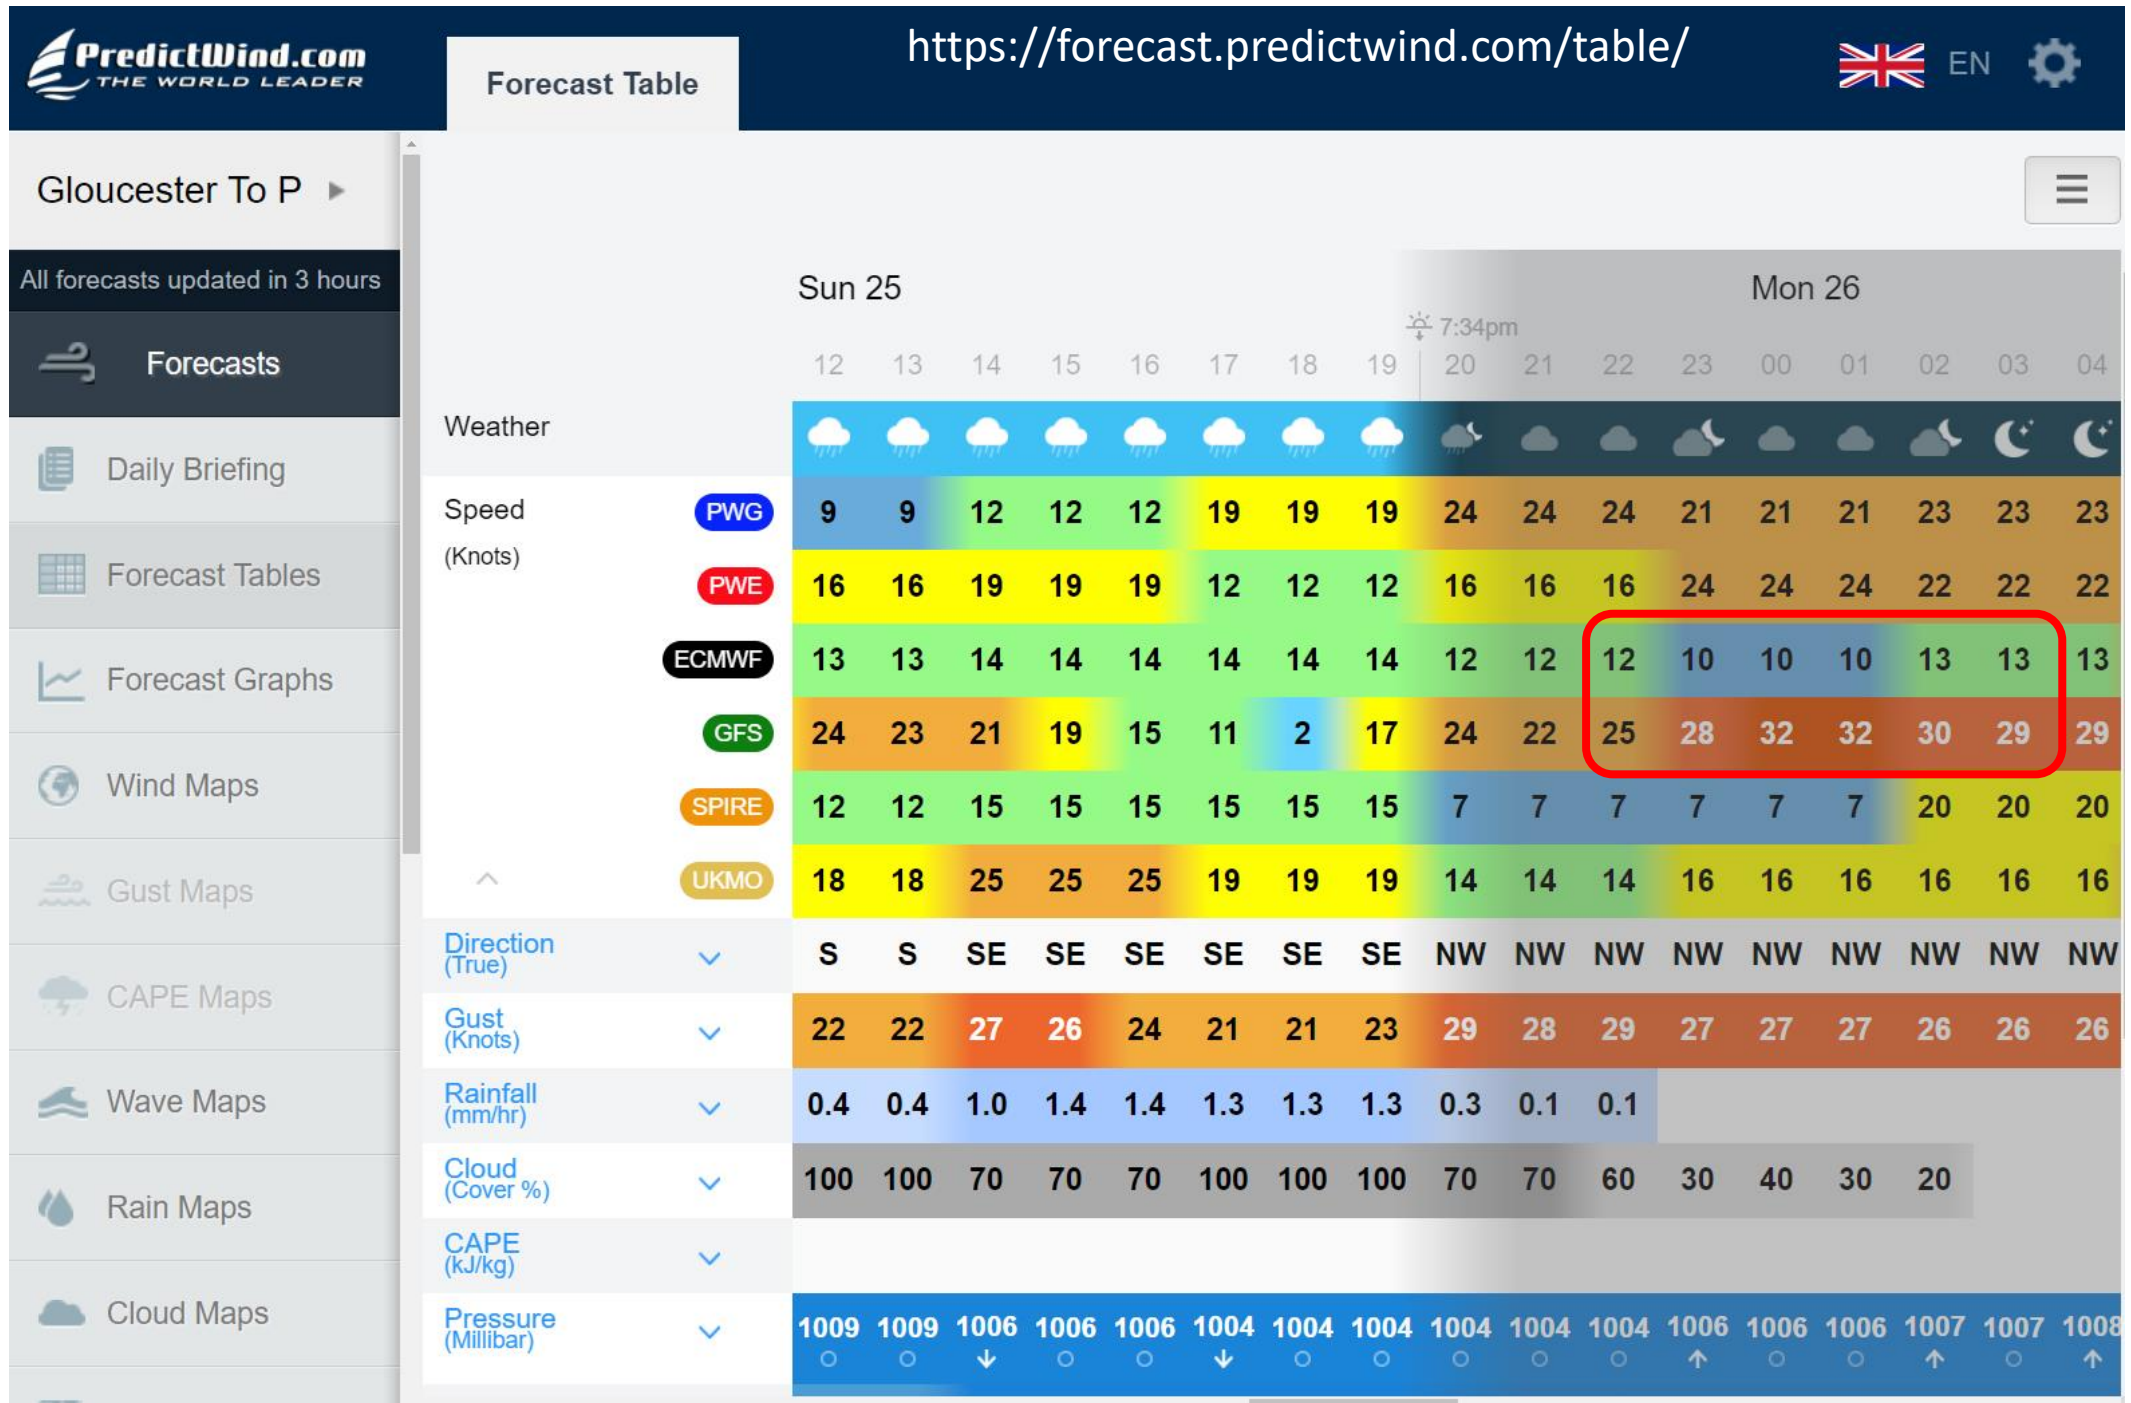 PredictWind.com
THE WORLD LEADER
Forecast Table
https://forecast.predictwind.com/table/
EN
Gloucester To P
All forecasts updated in 3 hours
Forecasts
Daily Briefing
Forecast Tables
Forecast Graphs
Wind Maps
Gust Maps
CAPE Maps
Wave Maps
Rain Maps
Cloud Maps
Sun 25 Mon 26
7:34pm
12 13 14 15 16 17 18 19 20 21 22 23 00 01 02 03 04
Weather
Speed PWG 9 9 12 12 12 19 19 19 24 24 24 21 21 21 23 23 23
(Knots)
PWE 16 16 19 19 19 12 12 12 16 16 16 24 24 24 22 22 22
ECMWF 13 13 14 14 14 14 14 14 12 12 12 10 10 10 13 13 13
GFS 24 23 21 19 15 11 2 17 24 22 25 28 32 32 30 29 29
SPIRE 12 12 15 15 15 15 15 15 7 7 7 7 7 7 20 20 20
UKMO 18 18 25 25 25 19 19 19 14 14 14 16 16 16 16 16 16
Direction
(True) S S SE SE SE SE SE SE NW NW NW NW NW NW NW NW NW
Gust
(Knots) 22 22 27 26 24 21 21 23 29 28 29 27 27 27 26 26 26
Rainfall
(mm/hr) 0.4 0.4 1.0 1.4 1.4 1.3 1.3 1.3 0.3 0.1 0.1
Cloud
(Cover %) 100 100 70 70 70 100 100 100 70 70 60 30 40 30 20
CAPE
(kJ/kg)
Pressure
(Millibar) 1009 1009 1006 1006 1006 1004 1004 1004 1004 1004 1004 1006 1006 1006 1007 1007 1008